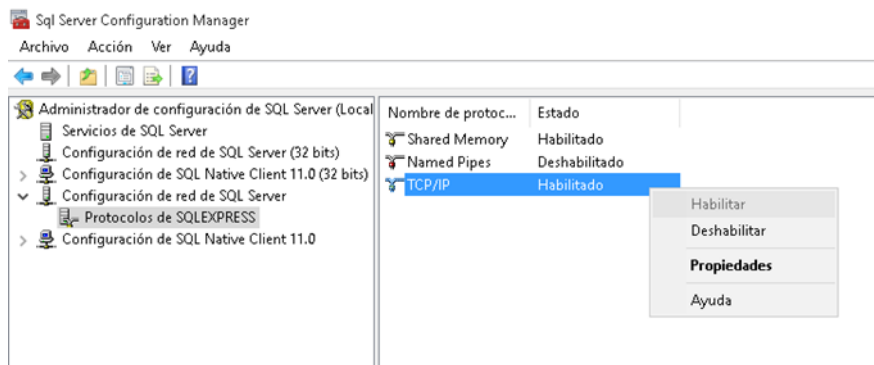 Sql Server Configuration Manager
Archivo Acción Ver Ayuda
Administrador de configuración de SQL Server (Local
Servicios de SQL Server
Configuración de red de SQL Server (32 bits)
Configuración de SQL Native Client 11.0 (32 bits)
Configuración de red de SQL Server
Protocolos de SQLEXPRESS
Configuración de SQL Native Client 11.0
Nombre de protoc... Estado
Shared Memory Habilitado
Named Pipes Deshabilitado
TCP/IP Habilitado
Habilitar
Deshabilitar
Propiedades
Ayuda